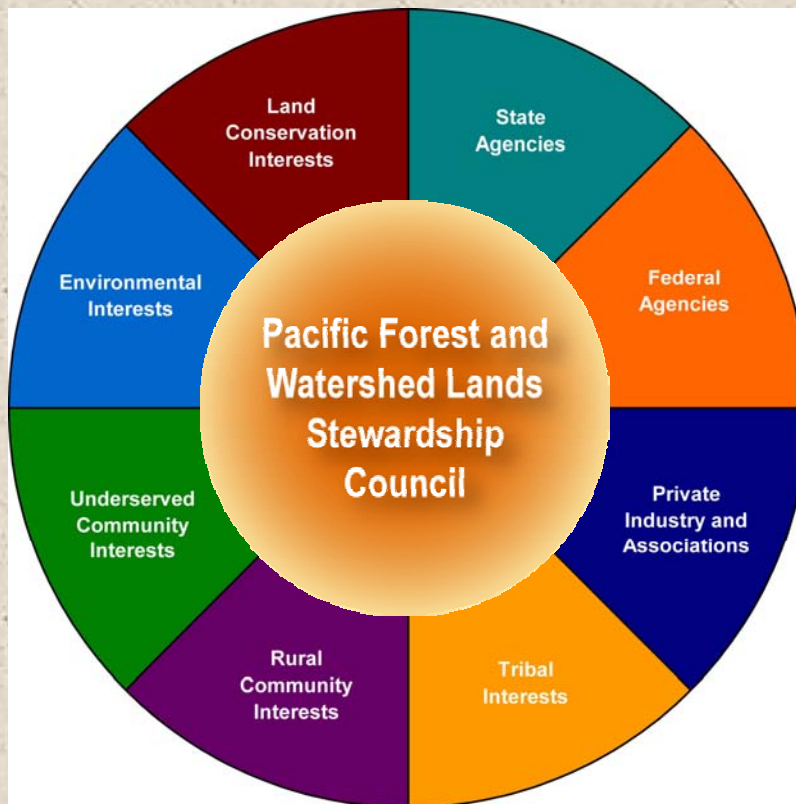 Land
Conservation
Interests
State
Agencies
Federal
Agencies
Private
Industry and
Associations
Tribal
Interests
Rural
Community
Interests
Underserved
Community
Interests
Environmental
Interests
Pacific Forest and
Watershed Lands
Stewardship
Council